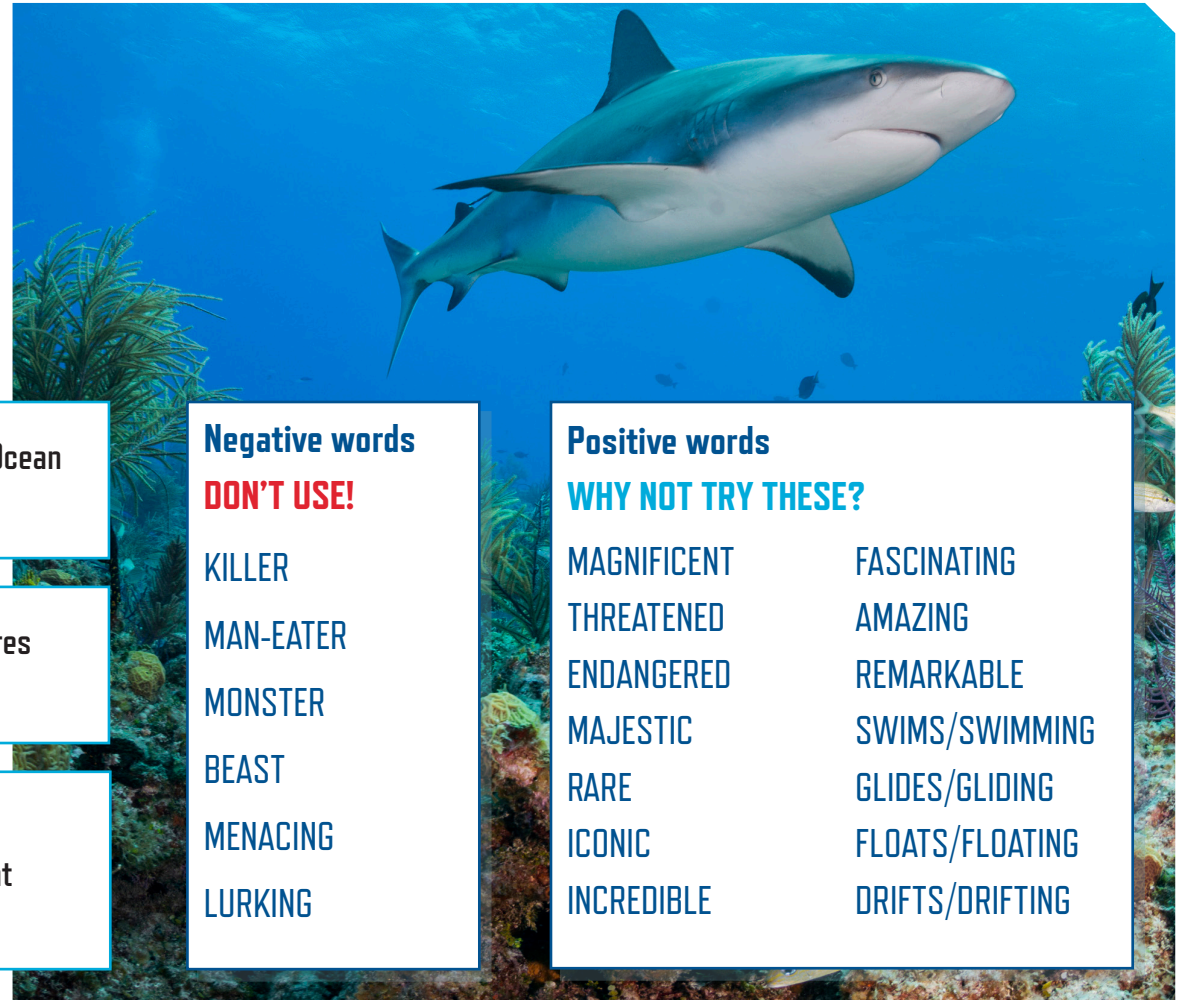 Ocean
Negative words
DON'T USE!
KILLER
MAN-EATER
MONSTER
BEAST
MENACING
LURKING
Positive words
WHY NOT TRY THESE?
MAGNIFICENT
THREATENED
ENDANGERED
MAJESTIC
RARE
ICONIC
INCREDIBLE
FASCINATING
AMAZING
REMARKABLE
SWIMS/SWIMMING
GLIDES/GLIDING
FLOATS/FLOATING
DRIFTS/DRIFTING